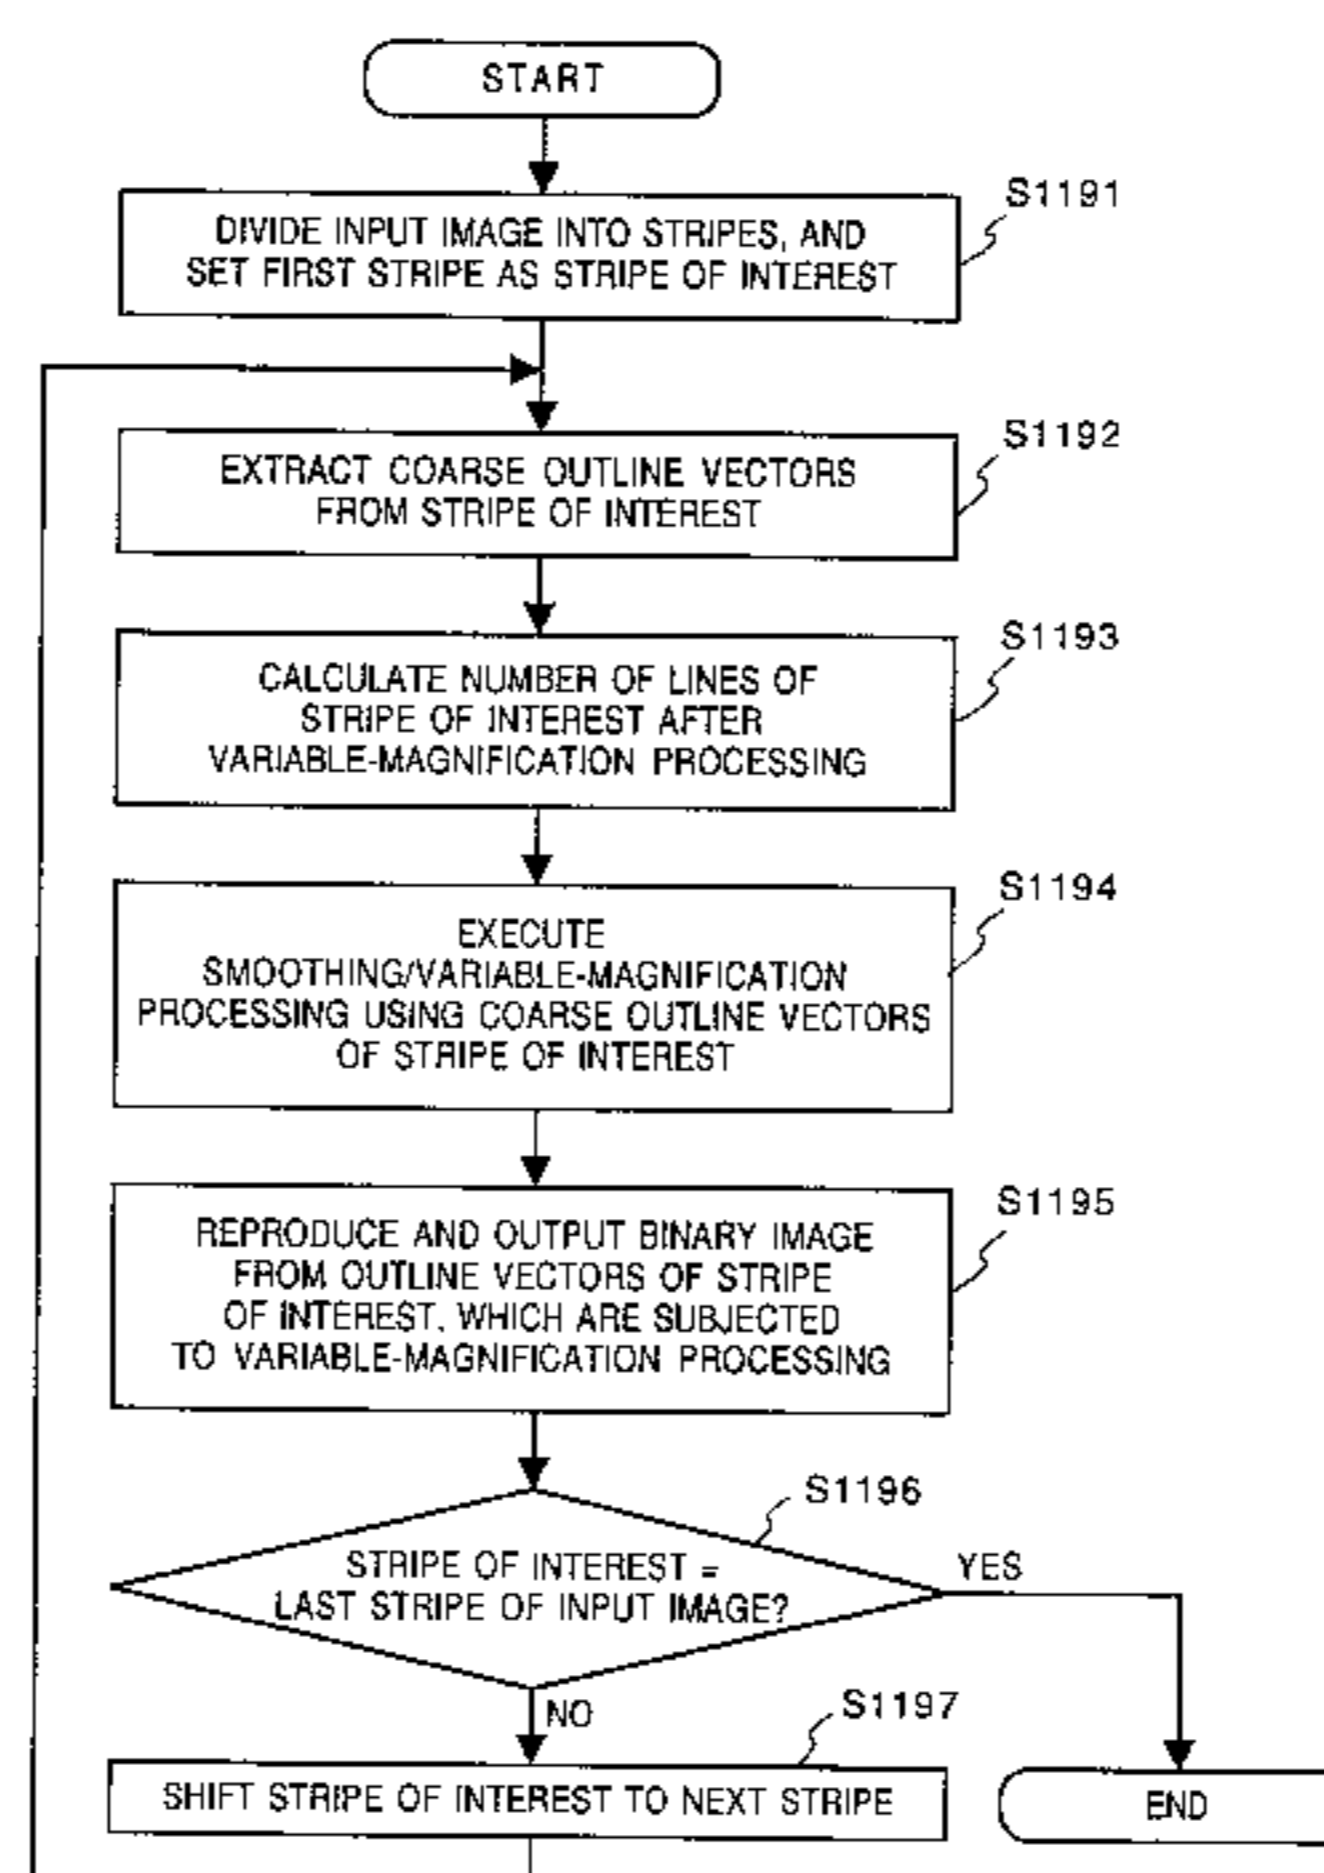 START
S1191
DIVIDE INPUT IMAGE INTO STRIPES, AND
SET FIRST STRIPE AS STRIPE OF INTEREST
S1192
EXTRACT COARSE OUTLINE VECTORS
FROM STRIPE OF INTEREST
S1193
CALCULATE NUMBER OF LINES OF
STRIPE OF INTEREST AFTER
VARIABLE-MAGNIFICATION PROCESSING
S1194
EXECUTE
SMOOTHING/VARIABLE-MAGNIFICATION
PROCESSING USING COARSE OUTLINE VECTORS
OF STRIPE OF INTEREST
S1195
REPRODUCE AND OUTPUT BINARY IMAGE
FROM OUTLINE VECTORS OF STRIPE
OF INTEREST, WHICH ARE SUBJECTED
TO VARIABLE-MAGNIFICATION PROCESSING
S1196
STRIPE OF INTEREST =
LAST STRIPE OF INPUT IMAGE?
YES
NO
S1197
SHIFT STRIPE OF INTEREST TO NEXT STRIPE
END